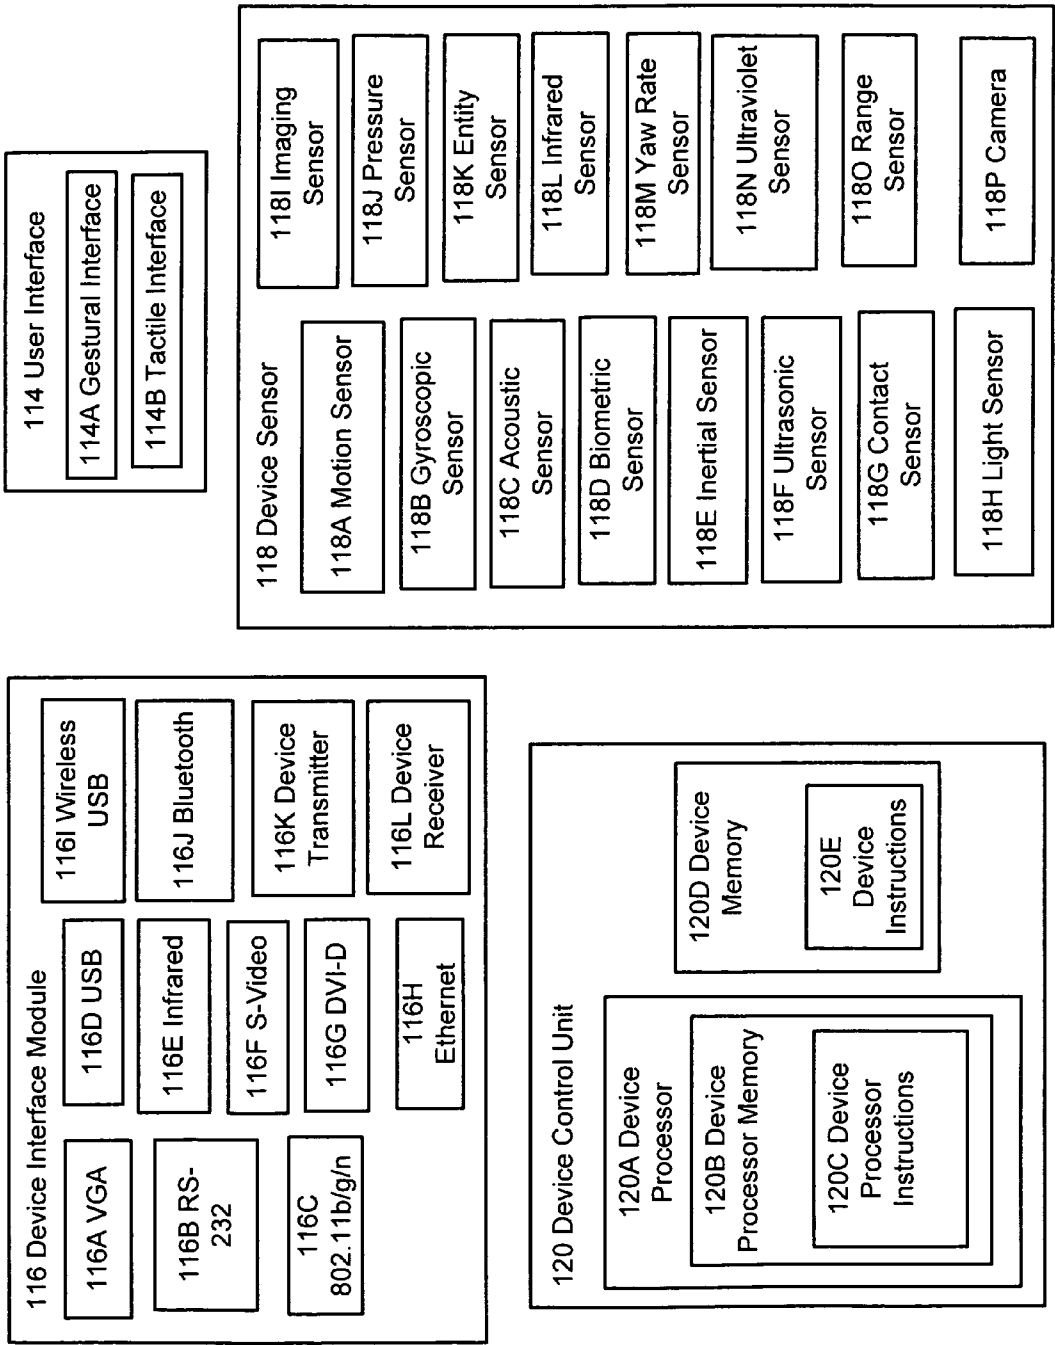 116 Device Interface Module
116A VGA
116B RS-
232
116C
802.11b/g/n
116D USB
116E Infrared
116F S-Video
116G DVI-D
116H
Ethernet
116I Wireless
USB
116J Bluetooth
116K Device
Transmitter
116L Device
Receiver
114 User Interface
114A Gestural Interface
114B Tactile Interface
120 Device Control Unit
120A Device
Processor
120B Device
Processor Memory
120C Device
Processor
Instructions
120D Device
Memory
120E
Device
Instructions
118 Device Sensor
118A Motion Sensor
118B Gyroscopic
Sensor
118C Acoustic
Sensor
118D Biometric
Sensor
118E Inertial Sensor
118F Ultrasonic
Sensor
118G Contact
Sensor
118H Light Sensor
118I Imaging
Sensor
118J Pressure
Sensor
118K Entity
Sensor
118L Infrared
Sensor
118M Yaw Rate
Sensor
118N Ultraviolet
Sensor
118O Range
Sensor
118P Camera